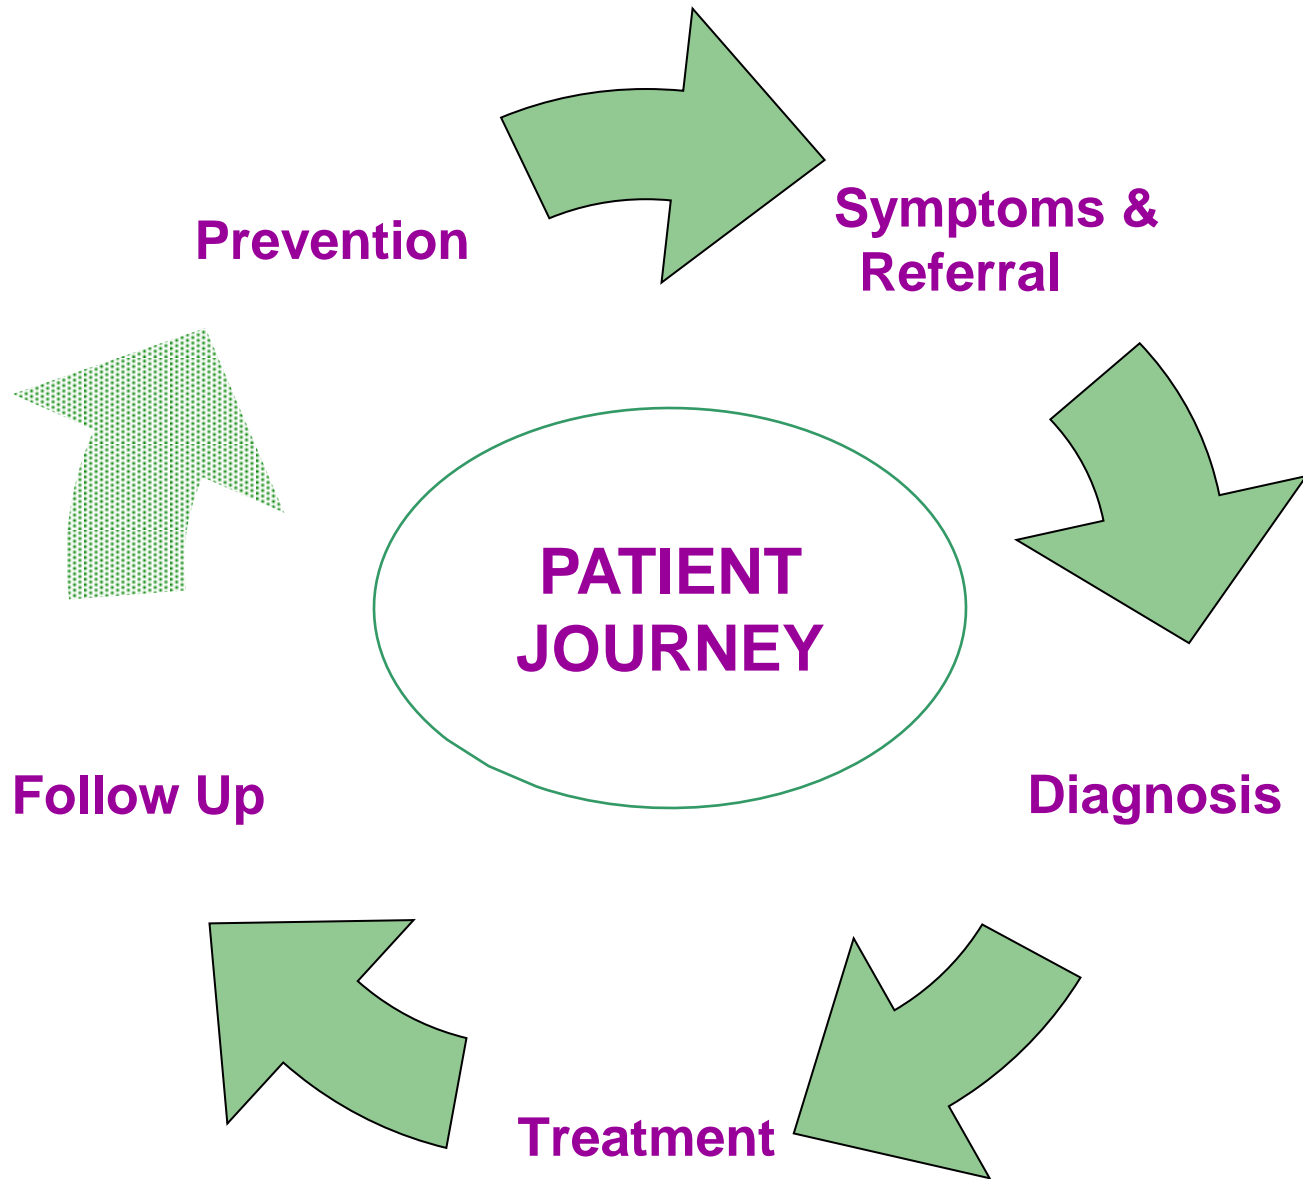 Prevention
Symptoms &
Referral
PATIENT
JOURNEY
Follow Up
Diagnosis
Treatment